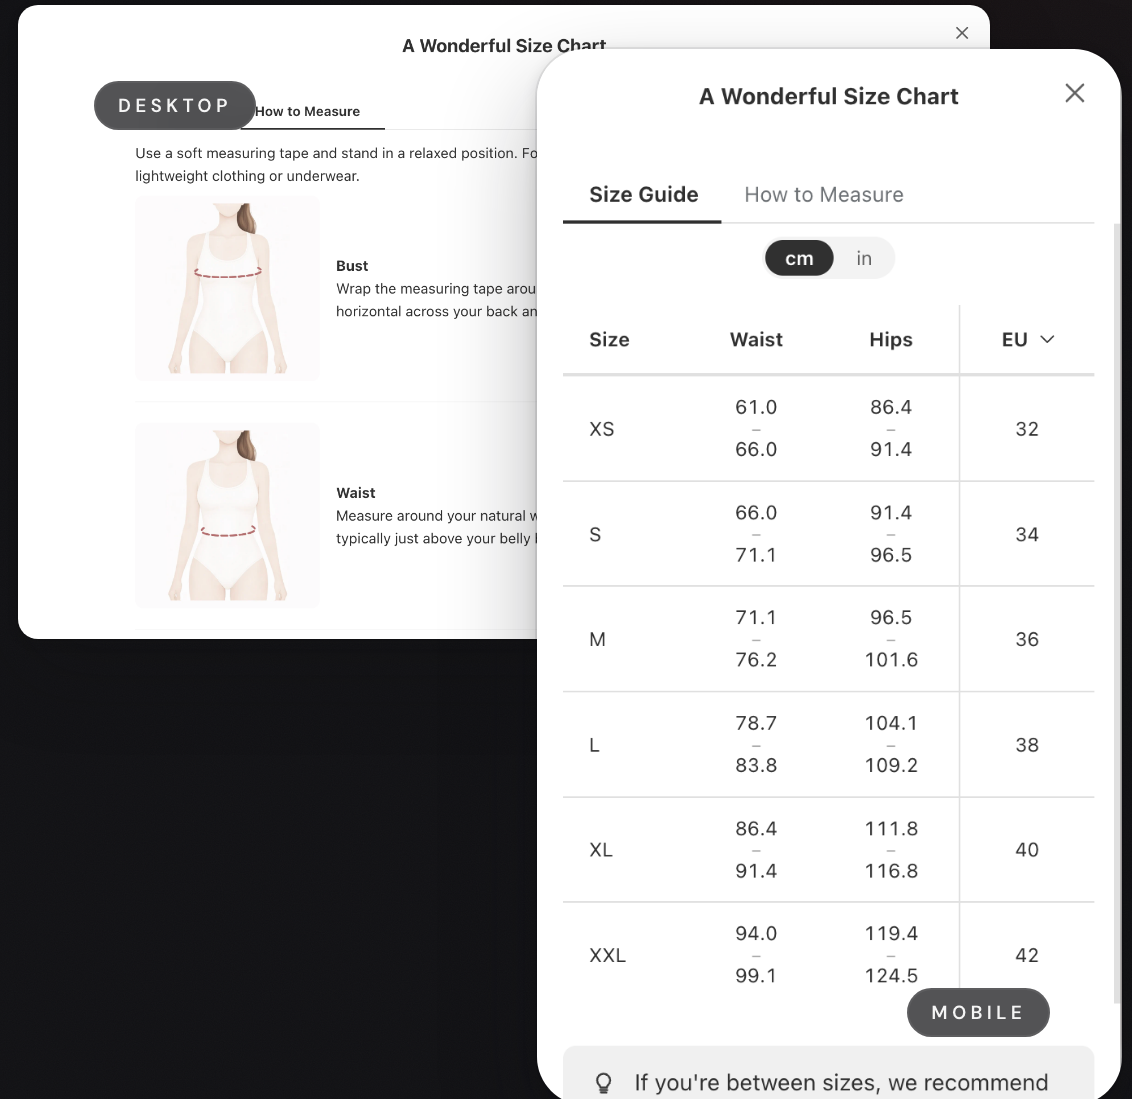 A Wonderful Size Chart
DESKTOP
How to Measure
Use a soft measuring tape and stand in a relaxed position. Fo
lightweight clothing or underwear.
Bust
Wrap the measuring tape arou
horizontal across your back an
Waist
Measure around your natural w
typically just above your belly
A Wonderful Size Chart
Size Guide How to Measure
cm in
Size Waist Hips EU
XS 61.0 – 66.0 86.4 – 91.4 32
S 66.0 – 71.1 91.4 – 96.5 34
M 71.1 – 76.2 96.5 – 101.6 36
L 78.7 – 83.8 104.1 – 109.2 38
XL 86.4 – 91.4 111.8 – 116.8 40
XXL 94.0 – 99.1 119.4 – 124.5 42
MOBILE
If you're between sizes, we recommend